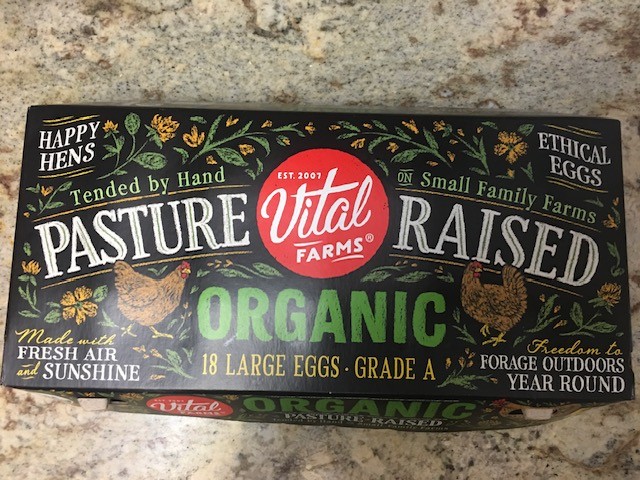 HAPPY
HENS
ETHICAL
EGGS
Tended by Hand
ON Small Family Farms
EST. 2007
Vital
FARMS®
PASTURE
RAISED
ORGANIC
18 LARGE EGGS · GRADE A
Made with
FRESH AIR
and SUNSHINE
Freedom to
FORAGE OUTDOORS
YEAR ROUND
Vital
ORGANIC
PASTURE RAISED